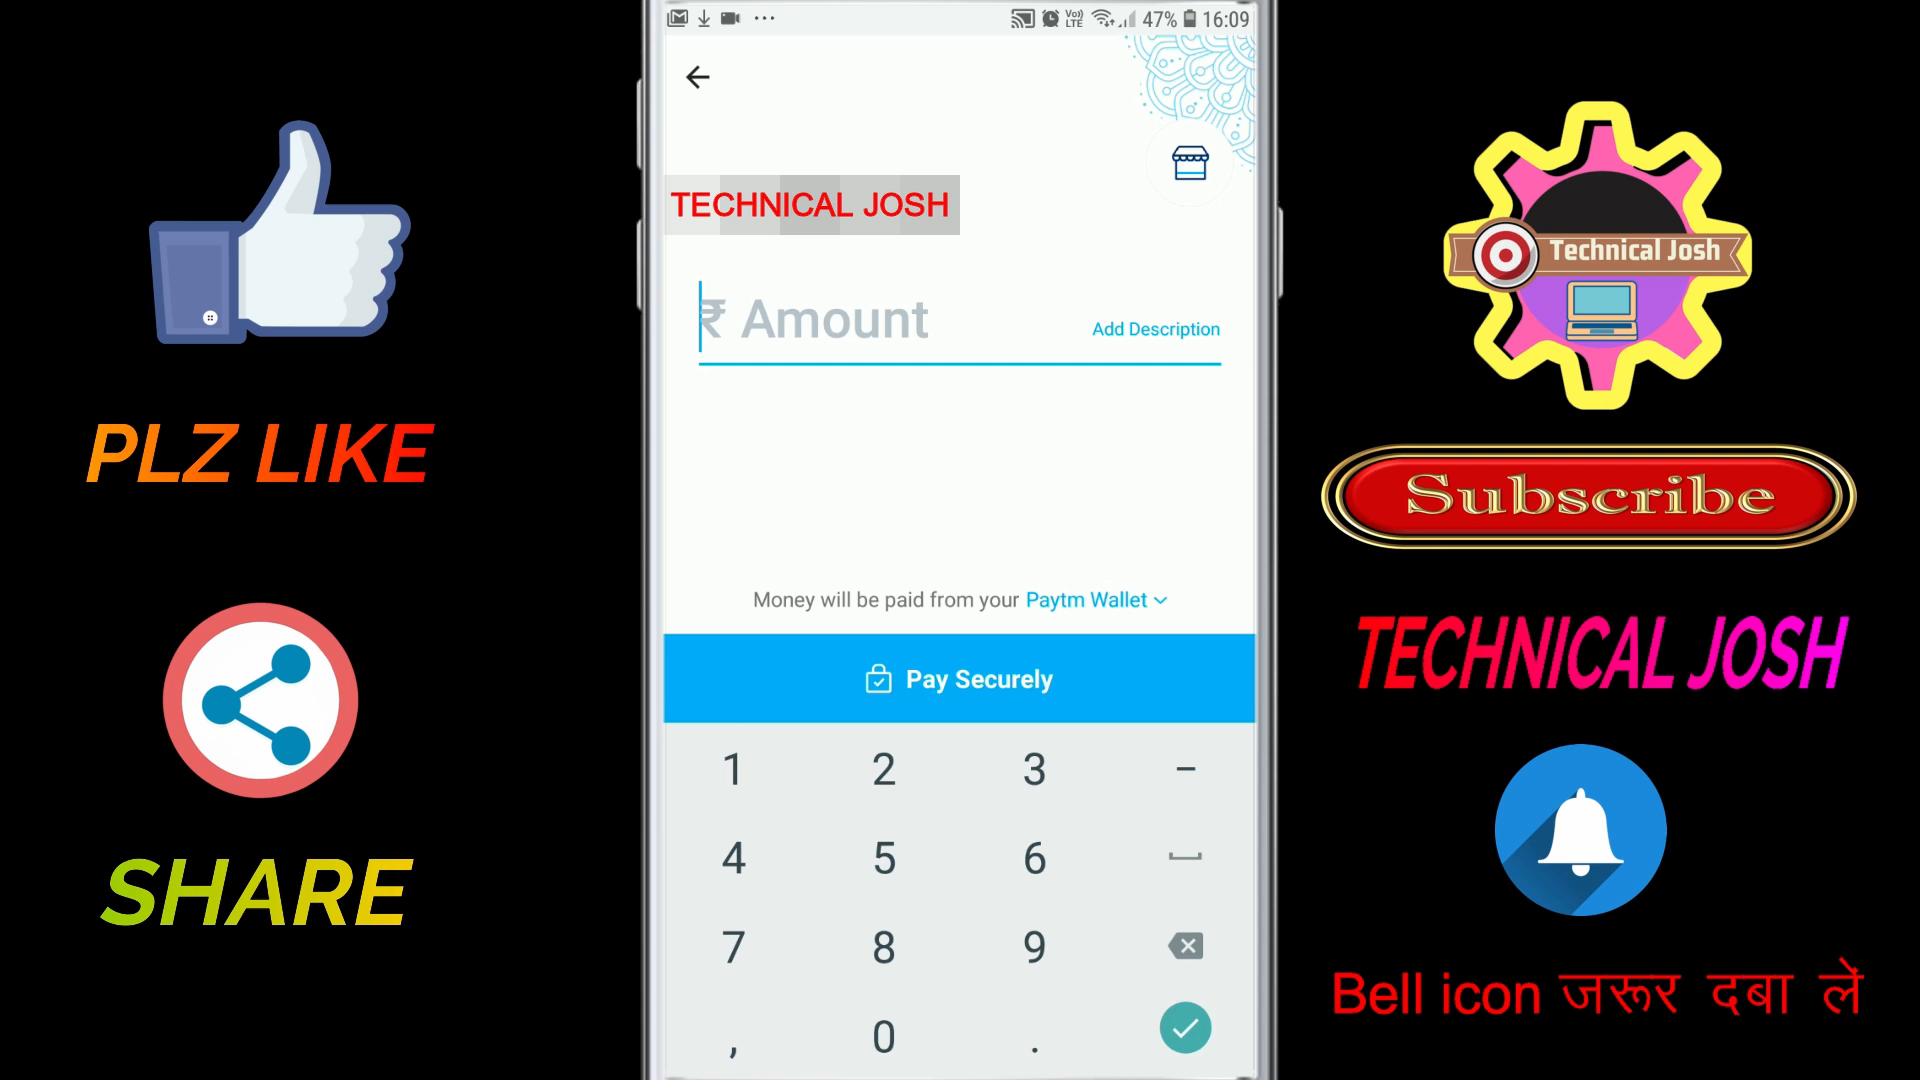 VoLTE 47% 16:09
TECHNICAL JOSH
₹ Amount
Add Description
Money will be paid from your Paytm Wallet
Pay Securely
1 2 3 -
4 5 6
7 8 9
, 0 .
PLZ LIKE
SHARE
Technical Josh
Subscribe
TECHNICAL JOSH
Bell icon जरूर दबा लें